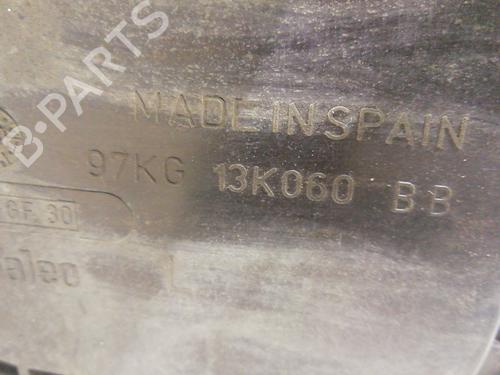 B-PARTS
MADE IN SPAIN
97KG 13K060 BB
GF 30
aleo